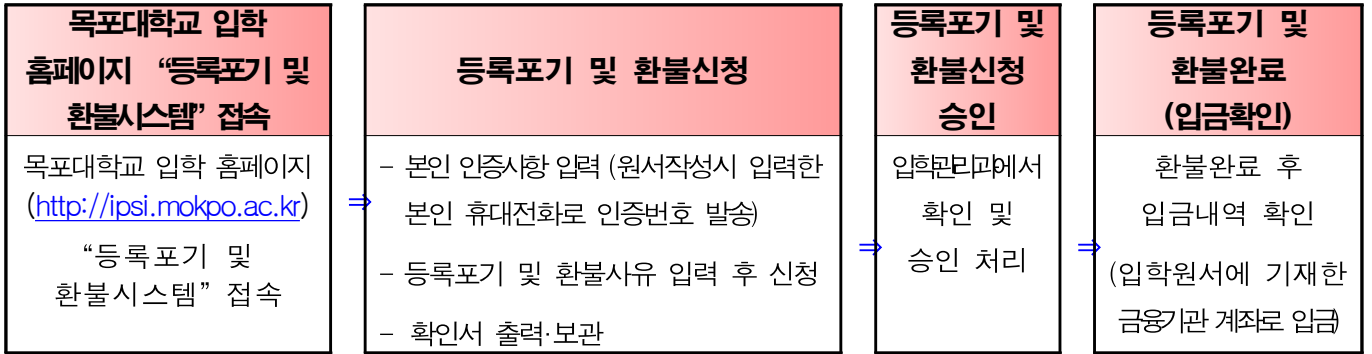 목포대학교 입학
홈페이지 “등록포기 및
환불시스템” 접속
목포대학교 입학 홈페이지
(http://ipsi.mokpo.ac.kr)
“등록포기 및
환불시스템” 접속
⇒
등록포기 및 환불신청
– 본인 인증사항 입력 (원서작성시 입력한
본인 휴대전화로 인증번호 발송)
– 등록포기 및 환불사유 입력 후 신청
– 확인서 출력·보관
⇒
등록포기 및
환불신청
승인
입학관리과에서
확인 및
승인 처리
⇒
등록포기 및
환불완료
(입금확인)
환불완료 후
입금내역 확인
(입학원서에 기재한
금융기관 계좌로 입금)